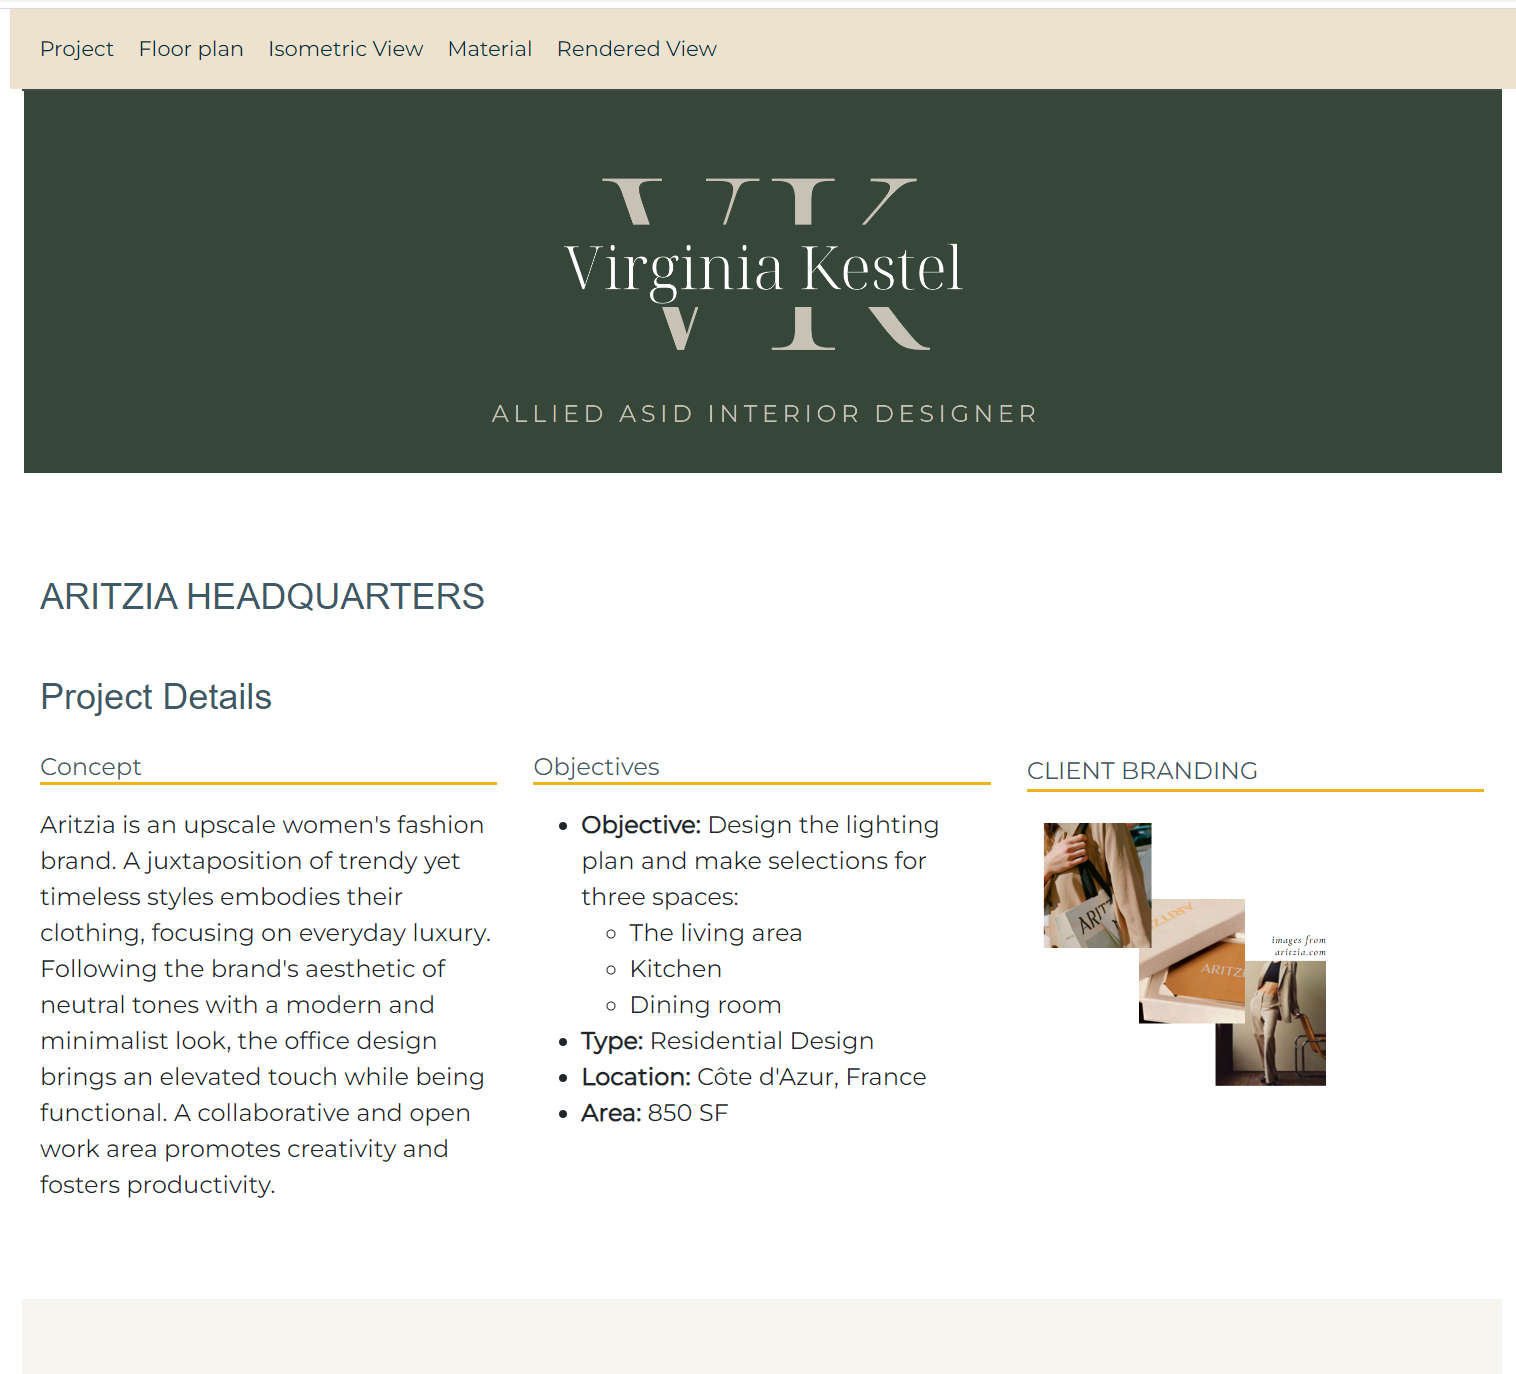 Project Floor plan Isometric View Material Rendered View
VK
Virginia Kestel
ALLIED ASID INTERIOR DESIGNER
ARITZIA HEADQUARTERS
Project Details
Concept
Aritzia is an upscale women's fashion
brand. A juxtaposition of trendy yet
timeless styles embodies their
clothing, focusing on everyday luxury.
Following the brand's aesthetic of
neutral tones with a modern and
minimalist look, the office design
brings an elevated touch while being
functional. A collaborative and open
work area promotes creativity and
fosters productivity.
Objectives
Objective: Design the lighting
plan and make selections for
three spaces:
The living area
Kitchen
Dining room
Type: Residential Design
Location: Côte d'Azur, France
Area: 850 SF
CLIENT BRANDING
ARIT
ARITZ
images from
aritzia.com